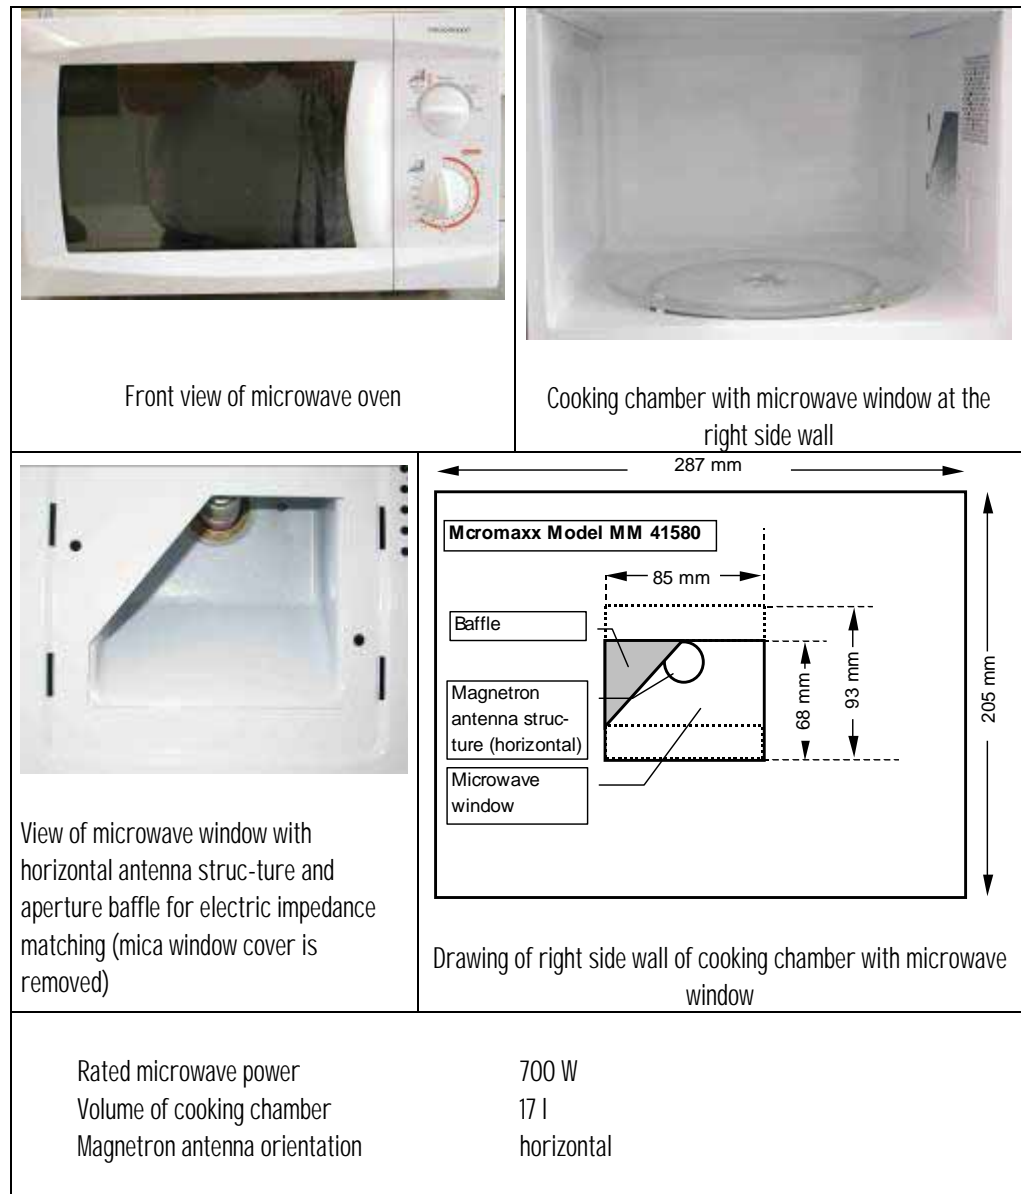 Front view of microwave oven
Cooking chamber with microwave window at the
right side wall
287 mm
Mcromaxx Model MM 41580
85 mm
Baffle
Magnetron
antenna struc-
ture (horizontal)
Microwave
window
68 mm
93 mm
205 mm
View of microwave window with
horizontal antenna struc-ture and
aperture baffle for electric impedance
matching (mica window cover is
removed)
Drawing of right side wall of cooking chamber with microwave
window
Rated microwave power 700 W
Volume of cooking chamber 17 l
Magnetron antenna orientation horizontal